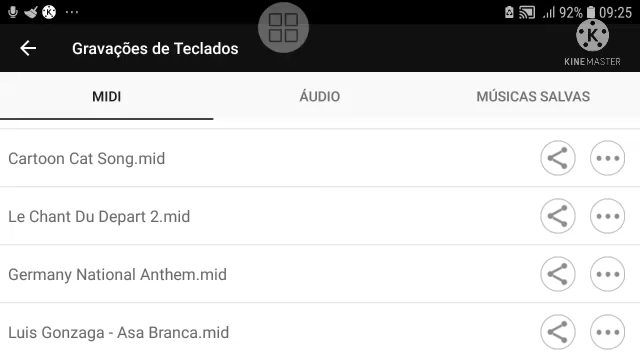 92% 09:25
Gravações de Teclados
KINEMASTER
MIDI ÁUDIO MÚSICAS SALVAS
Cartoon Cat Song.mid
Le Chant Du Depart 2.mid
Germany National Anthem.mid
Luis Gonzaga - Asa Branca.mid